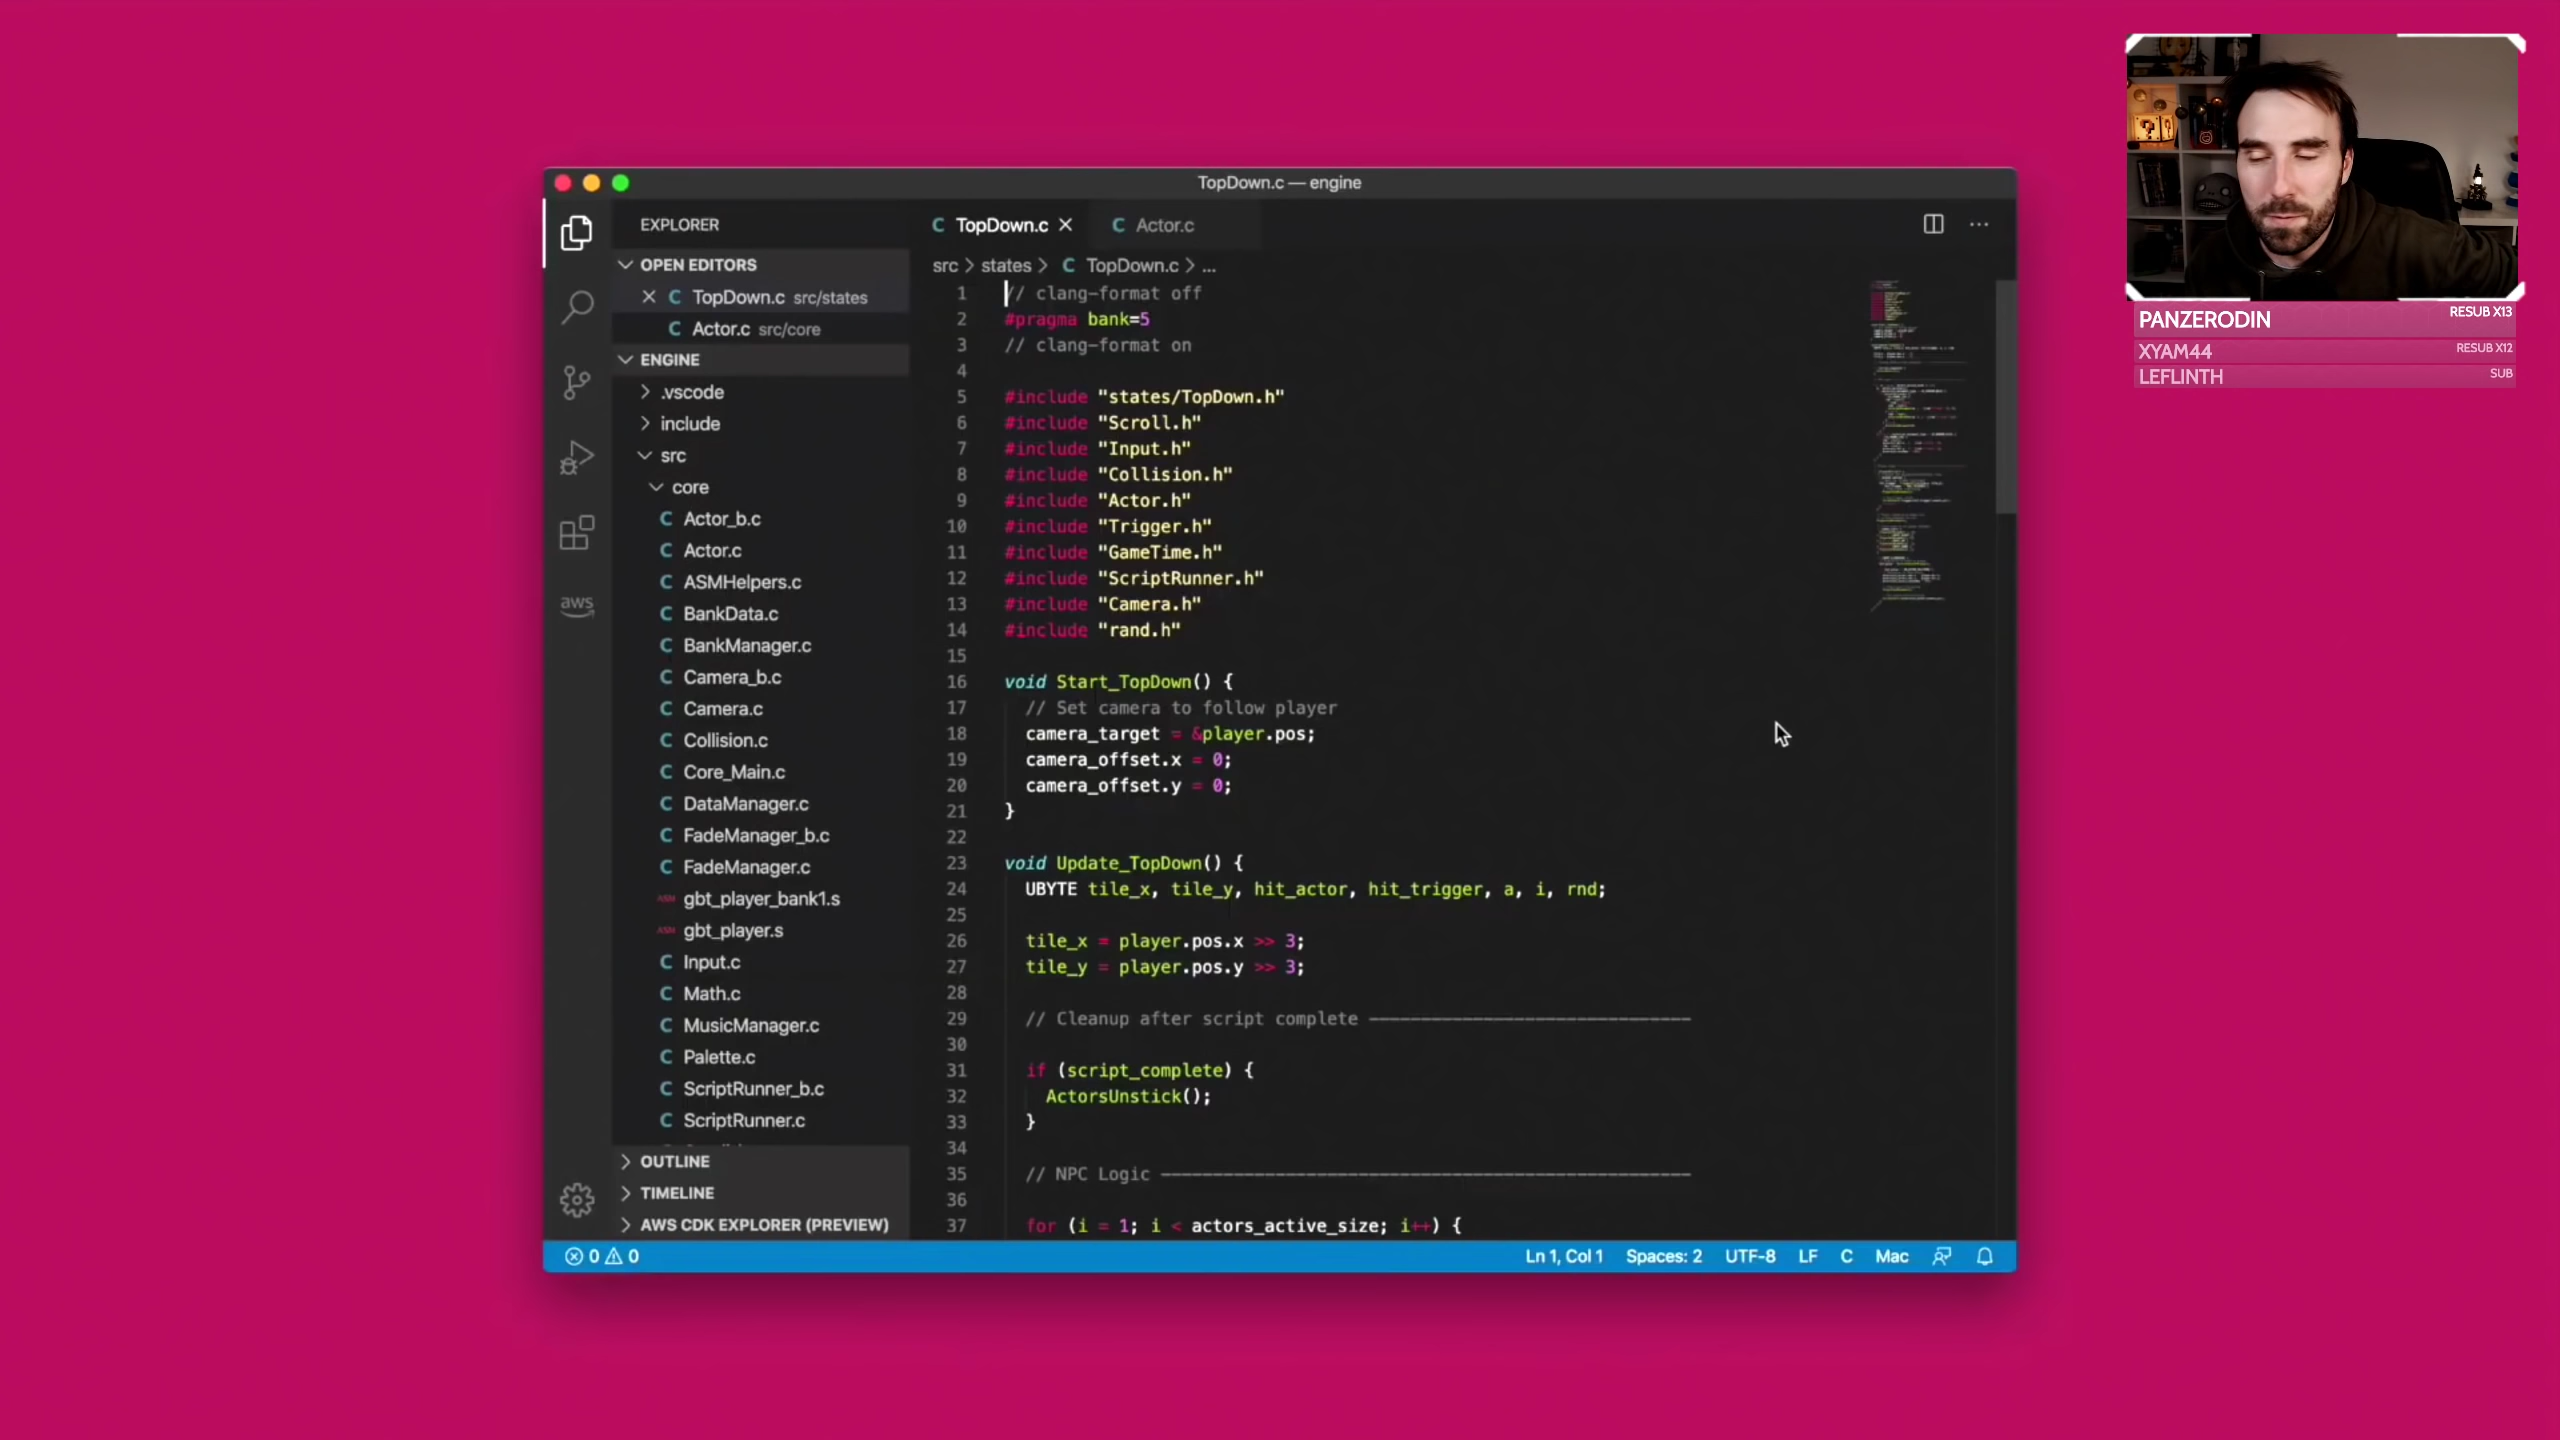 TopDown.c — engine
EXPLORER
OPEN EDITORS
TopDown.c src/states
Actor.c src/core
ENGINE
.vscode
include
src
core
Actor_b.c
Actor.c
ASMHelpers.c
BankData.c
BankManager.c
Camera_b.c
Camera.c
Collision.c
Core_Main.c
DataManager.c
FadeManager_b.c
FadeManager.c
ASM gbt_player_bank1.s
ASM gbt_player.s
Input.c
Math.c
MusicManager.c
Palette.c
ScriptRunner_b.c
ScriptRunner.c
OUTLINE
TIMELINE
AWS CDK EXPLORER (PREVIEW)
aws
C TopDown.c
C Actor.c
src > states > C TopDown.c > ...
1 // clang-format off
2 #pragma bank=5
3 // clang-format on
4
5 #include "states/TopDown.h"
6 #include "Scroll.h"
7 #include "Input.h"
8 #include "Collision.h"
9 #include "Actor.h"
10 #include "Trigger.h"
11 #include "GameTime.h"
12 #include "ScriptRunner.h"
13 #include "Camera.h"
14 #include "rand.h"
15
16 void Start_TopDown() {
17 // Set camera to follow player
18 camera_target = &player.pos;
19 camera_offset.x = 0;
20 camera_offset.y = 0;
21 }
22
23 void Update_TopDown() {
24 UBYTE tile_x, tile_y, hit_actor, hit_trigger, a, i, rnd;
25
26 tile_x = player.pos.x >> 3;
27 tile_y = player.pos.y >> 3;
28
29 // Cleanup after script complete -------------------------------
30
31 if (script_complete) {
32 ActorsUnstick();
33 }
34
35 // NPC Logic ---------------------------------------------------
36
37 for (i = 1; i < actors_active_size; i++) {
0 0
Ln 1, Col 1 Spaces: 2 UTF-8 LF C Mac
PANZERODIN RESUB X13
XYAM44 RESUB X12
LEFLINTH SUB